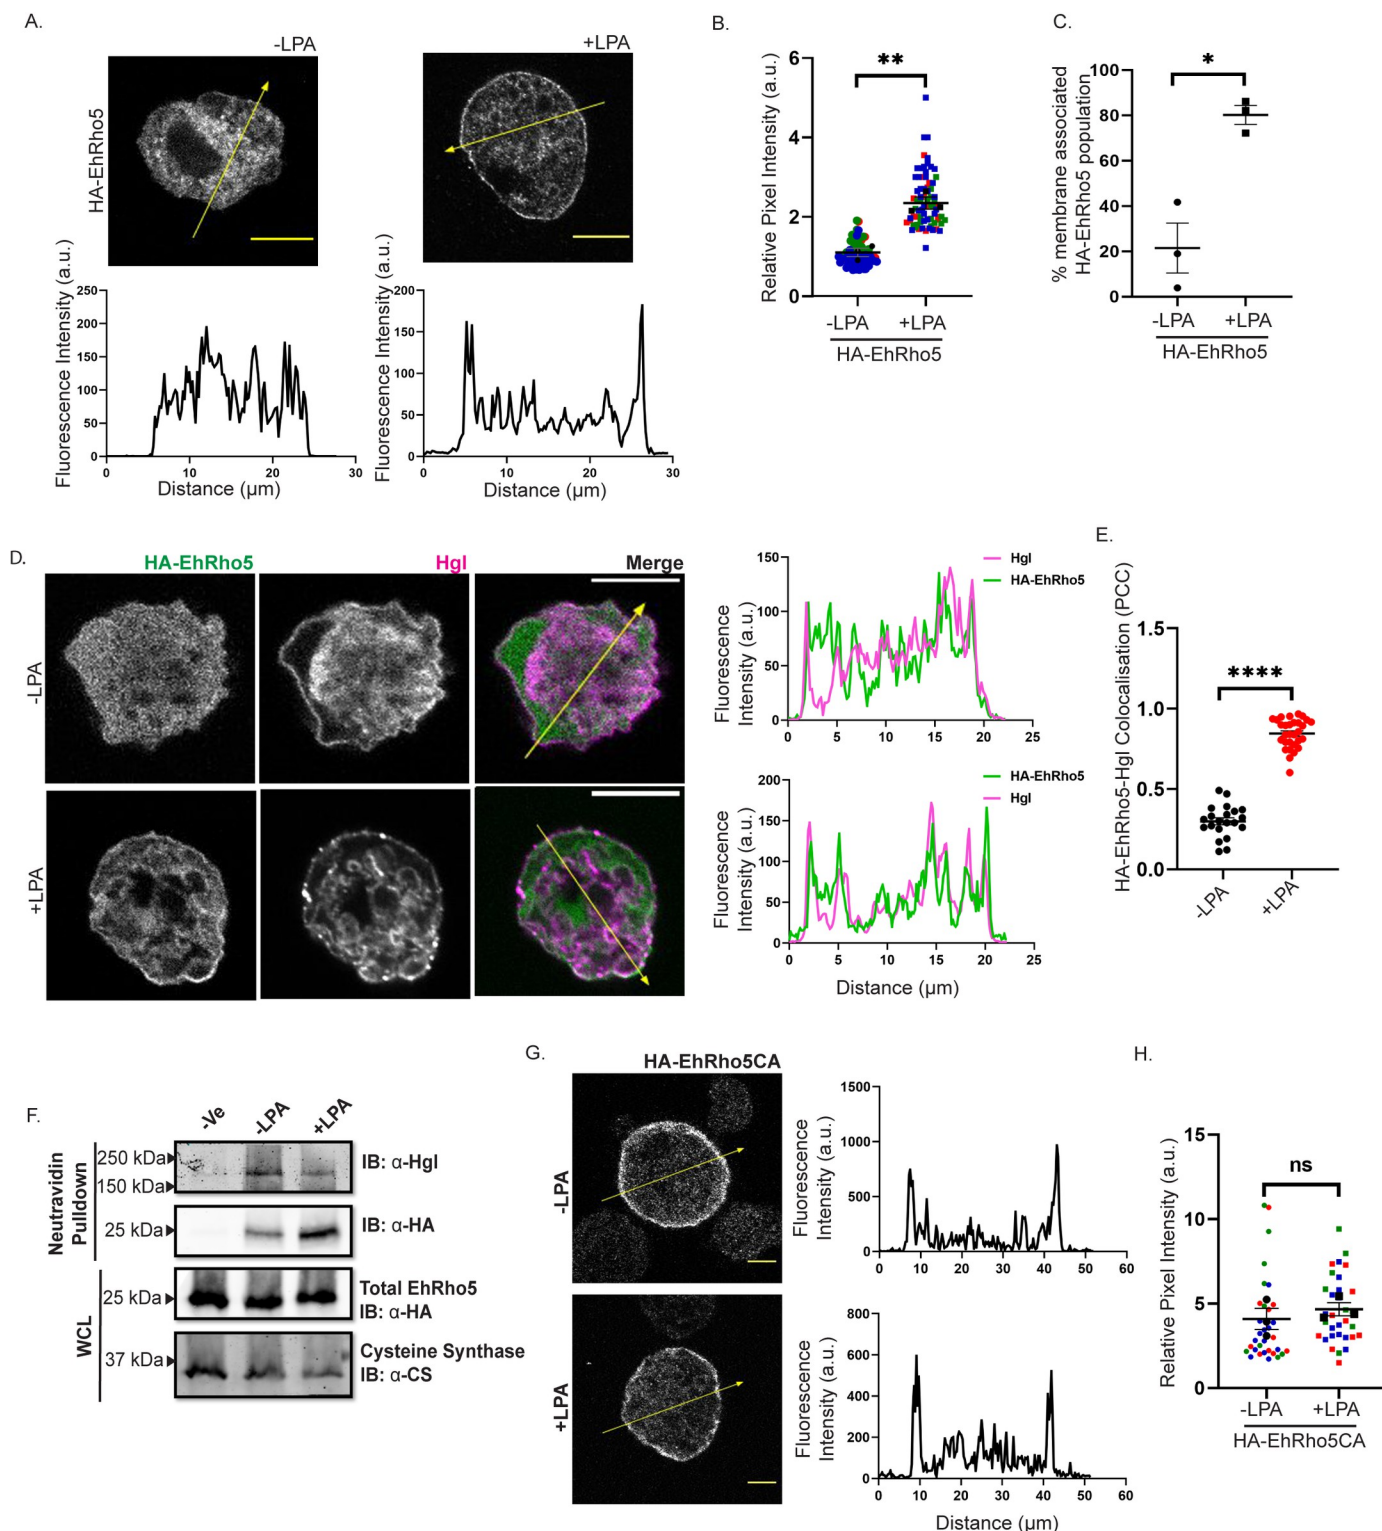 A.
-LPA
+LPA
HA-EhRho5
Fluorescence Intensity (a.u.)
250
200
150
100
50
0
0
10
20
30
Distance (µm)
Fluorescence Intensity (a.u.)
200
150
100
50
0
0
10
20
30
Distance (µm)
B.
Relative Pixel Intensity (a.u.)
6
4
2
0
**
-LPA
+LPA
HA-EhRho5
C.
% membrane associated
HA-EhRho5 population
100
80
60
40
20
0
*
-LPA
+LPA
HA-EhRho5
D.
HA-EhRho5
Hgl
Merge
-LPA
+LPA
Fluorescence
Intensity (a.u.)
150
100
50
0
0
5
10
15
20
25
Hgl
HA-EhRho5
Fluorescence
Intensity (a.u.)
200
150
100
50
0
0
5
10
15
20
25
HA-EhRho5
Hgl
Distance (µm)
E.
HA-EhRho5-Hgl Colocalisation (PCC)
1.5
1.0
0.5
0.0
****
-LPA
+LPA
F.
-Ve
-LPA
+LPA
Neutravidin
Pulldown
250 kDa
150 kDa
IB: α-Hgl
25 kDa
IB: α-HA
WCL
25 kDa
Total EhRho5
IB: α-HA
37 kDa
Cysteine Synthase
IB: α-CS
G.
HA-EhRho5CA
-LPA
+LPA
Fluorescence
Intensity (a.u.)
1500
1000
500
0
0
10
20
30
40
50
60
Fluorescence
Intensity (a.u.)
800
600
400
200
0
0
10
20
30
40
50
60
Distance (µm)
H.
Relative Pixel Intensity (a.u.)
15
10
5
0
ns
-LPA
+LPA
HA-EhRho5CA